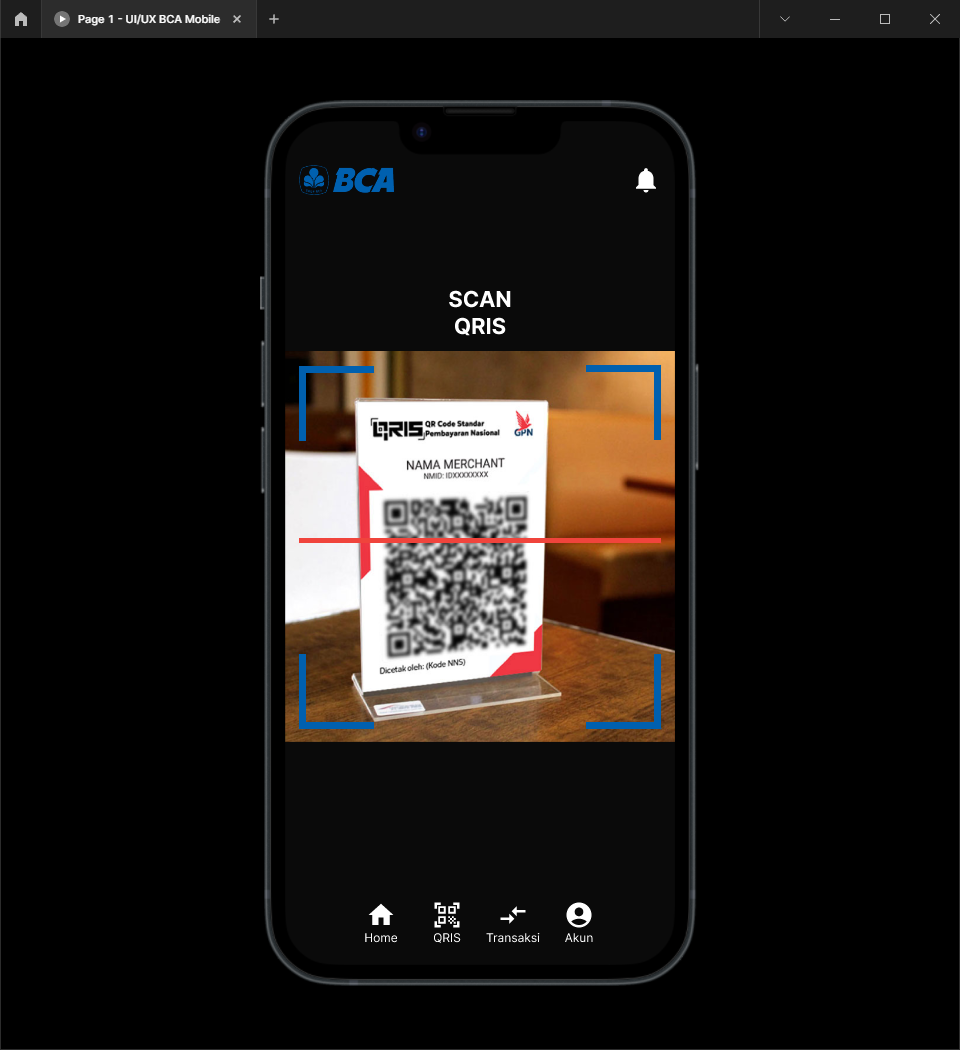 Page 1 - UI/UX BCA Mobile
BCA
SCAN
QRIS
QRIS QR Code Standar
Pembayaran Nasional
GPN
NAMA MERCHANT
NMID: IDXXXXXXXX
Dicetak oleh: (Kode NNS)
Home
QRIS
Transaksi
Akun